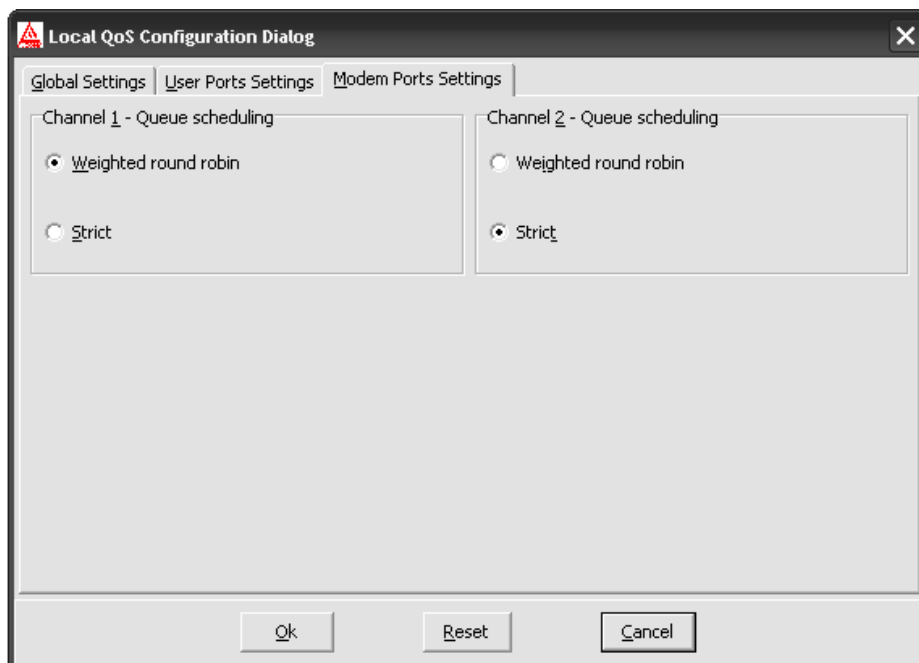 Local QoS Configuration Dialog
Global Settings User Ports Settings Modem Ports Settings
Channel 1 - Queue scheduling Channel 2 - Queue scheduling
Weighted round robin Weighted round robin
Strict Strict
Ok Reset Cancel